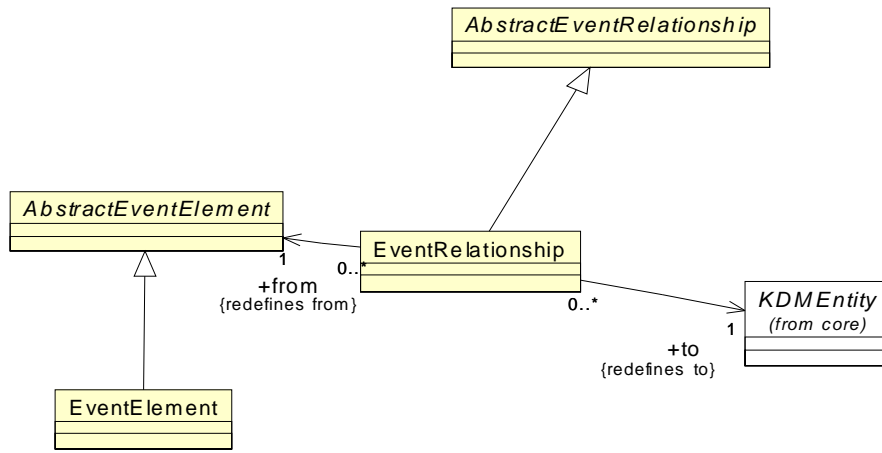 AbstractEventRelationship
AbstractEventElement
EventRelationship
1
0..*
+from
{redefines from}
0..*
KDMEntity
(from core)
1
+to
{redefines to}
EventElement